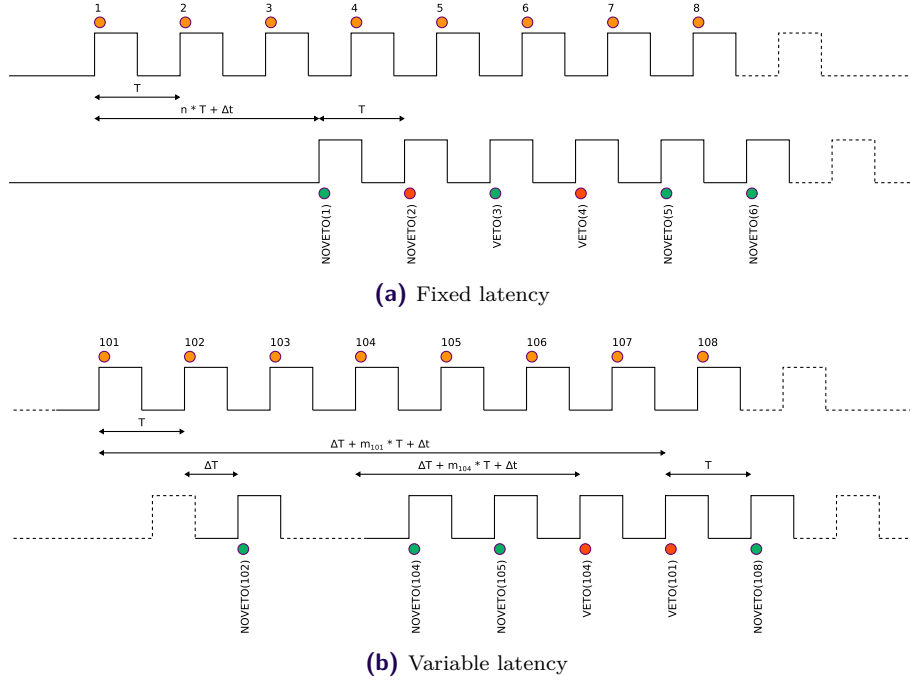 1 2 3 4 5 6 7 8
T
n * T + Δt T
NOVETO(1) NOVETO(2) VETO(3) VETO(4) NOVETO(5) NOVETO(6)
(a) Fixed latency
101 102 103 104 105 106 107 108
T
ΔT + m₁₀₁ * T + Δt
ΔT ΔT + m₁₀₄ * T + Δt T
NOVETO(102) NOVETO(104) NOVETO(105) VETO(104) VETO(101) NOVETO(108)
(b) Variable latency